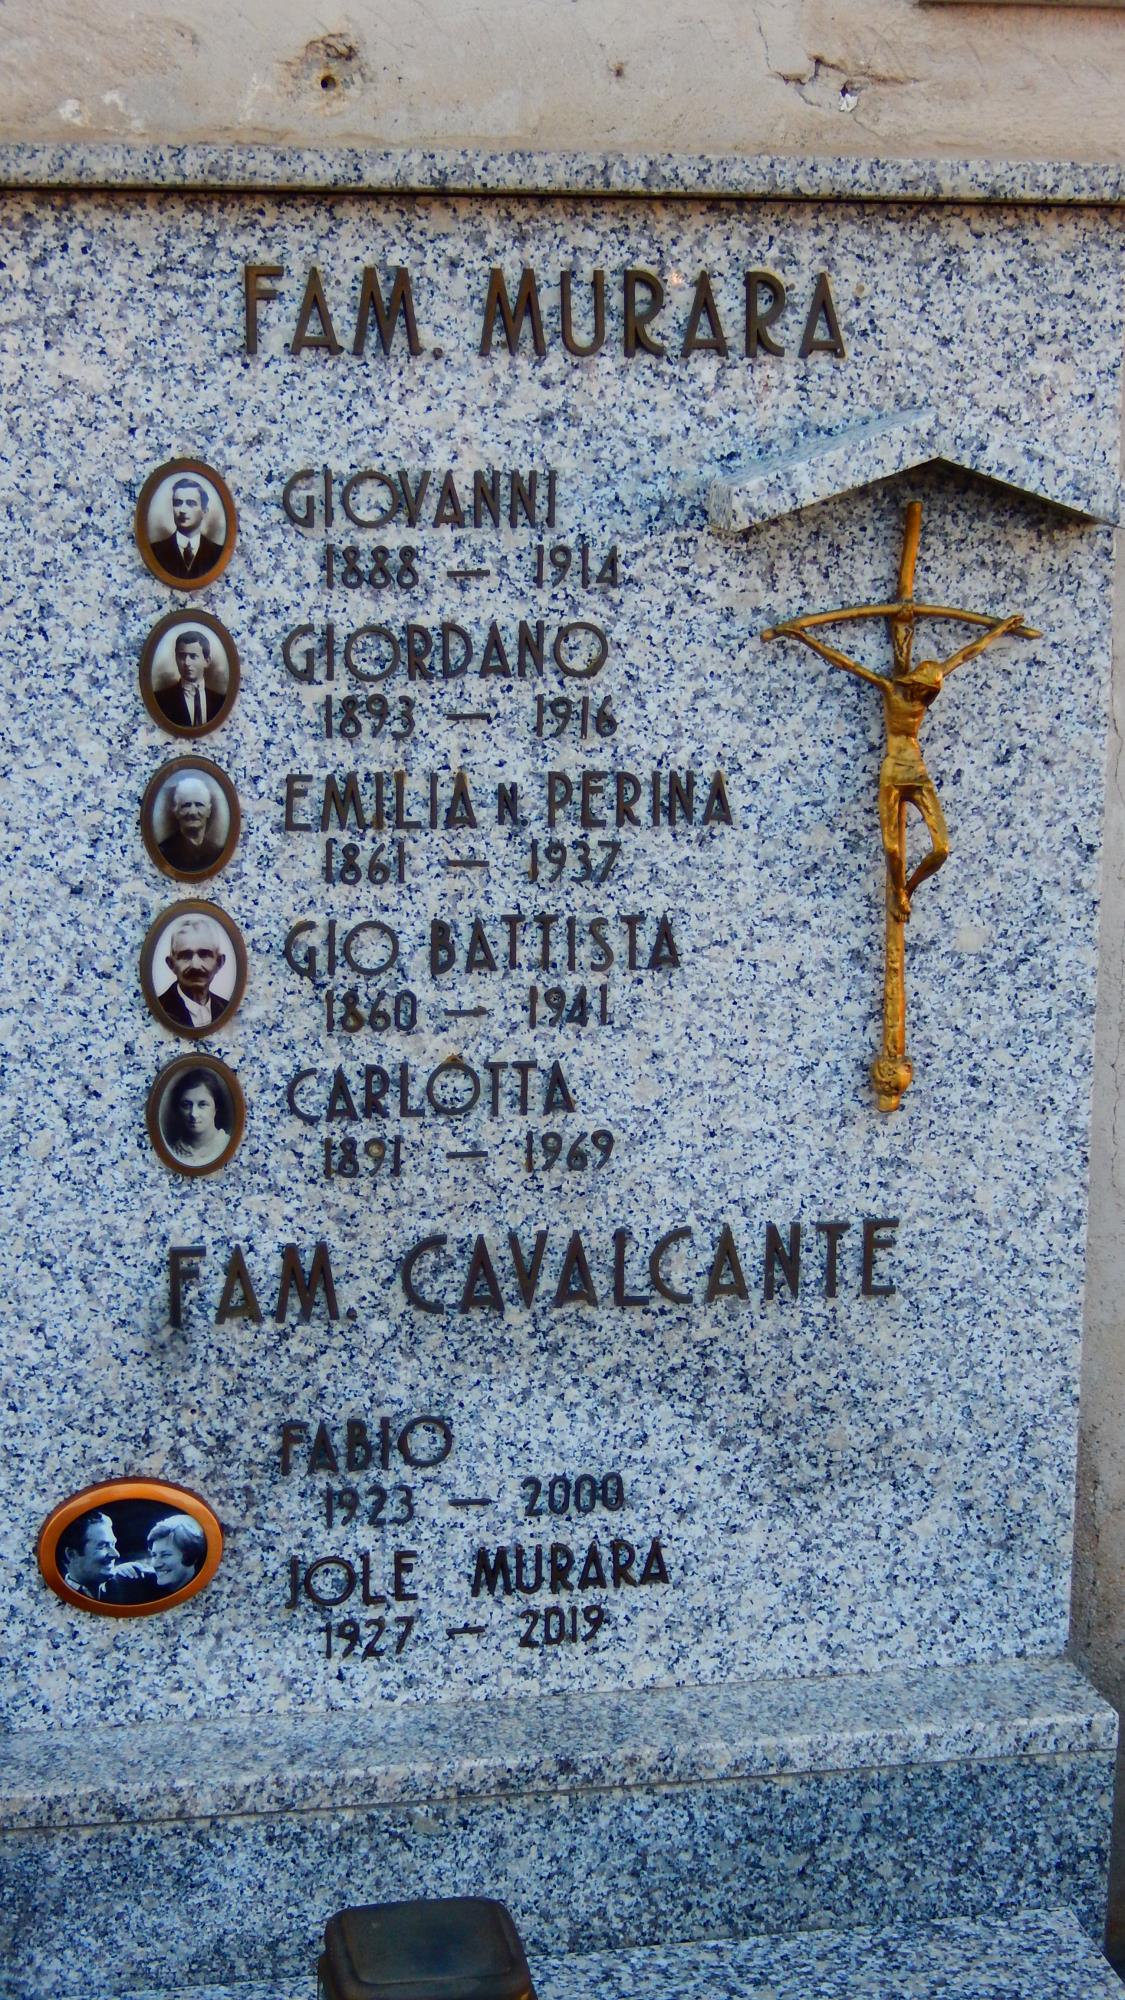 FAM. MURARA
GIOVANNI
1888 — 1914
GIORDANO
1893 — 1916
EMILIA N. PERINA
1861 — 1937
GIO BATTISTA
1860 — 1941
CARLOTTA
1891 — 1969
FAM. CAVALCANTE
FABIO
1923 — 2000
JOLE MURARA
1927 — 2019